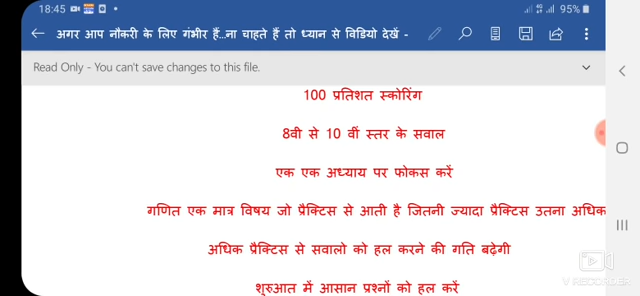 18:45 95%
अगर आप नौकरी के लिए गंभीर हैं...ना चाहते हैं तो ध्यान से विडियो देखें -
Read Only - You can't save changes to this file.
100 प्रतिशत स्कोरिंग
8वी से 10 वीं स्तर के सवाल
एक एक अध्याय पर फोकस करें
गणित एक मात्र विषय जो प्रैक्टिस से आती है जितनी ज्यादा प्रैक्टिस उतना अधिक
अधिक प्रैक्टिस से सवालो को हल करने की गति बढ़ेगी
शुरुआत में आसान प्रश्नों को हल करें
V RECORDER